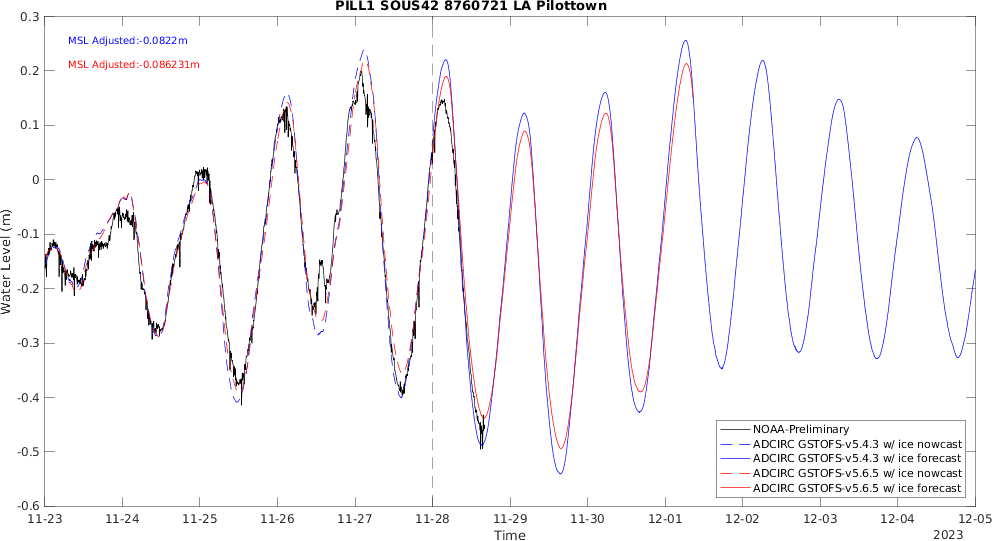 PILL1 SOUS42 8760721 LA Pilottown
MSL Adjusted:-0.0822m
MSL Adjusted:-0.086231m
Water Level (m)
0.3
0.2
0.1
0
-0.1
-0.2
-0.3
-0.4
-0.5
-0.6
NOAA-Preliminary
ADCIRC GSTOFS-v5.4.3 w/ ice nowcast
ADCIRC GSTOFS-v5.4.3 w/ ice forecast
ADCIRC GSTOFS-v5.6.5 w/ ice nowcast
ADCIRC GSTOFS-v5.6.5 w/ ice forecast
11-23 11-24 11-25 11-26 11-27 11-28 11-29 11-30 12-01 12-02 12-03 12-04 12-05
Time
2023